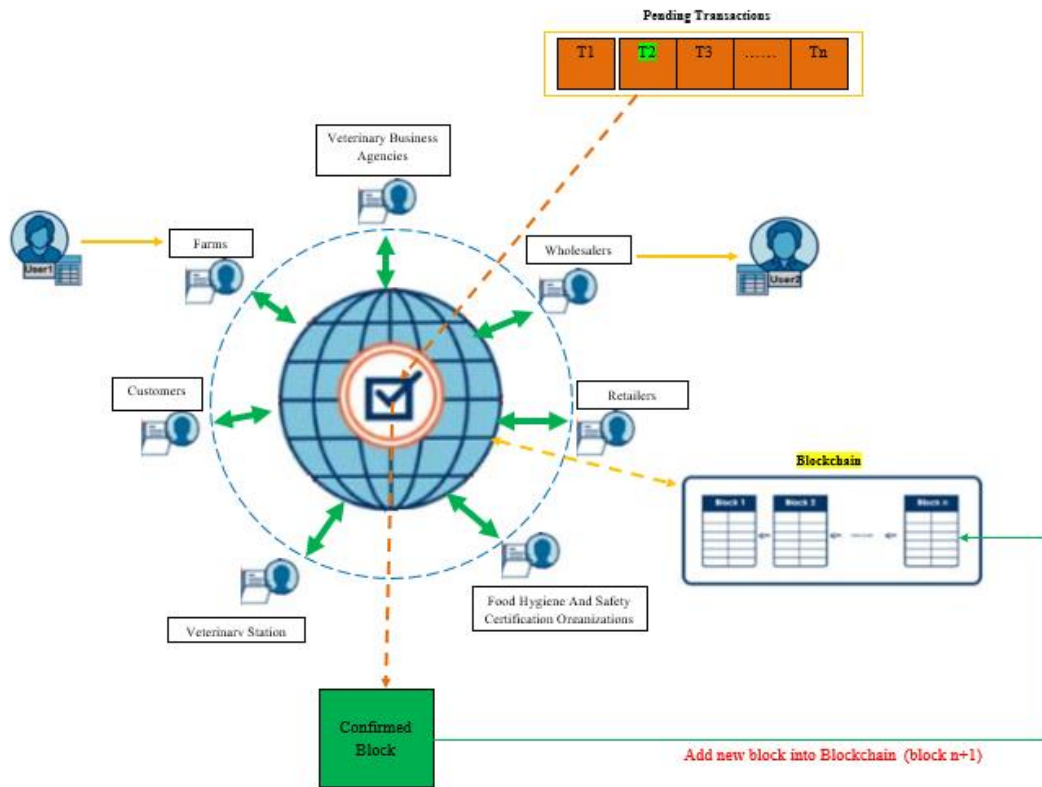 Pending Transactions
T1 T2 T3 ...... Tn
Veterinary Business
Agencies
Farms
Wholesalers
User1
User2
Customers
Retailers
Blockchain
Block 1 Block 2 Block n
Veterinary Station
Food Hygiene And Safety
Certification Organizations
Confirmed
Block
Add new block into Blockchain (block n+1)